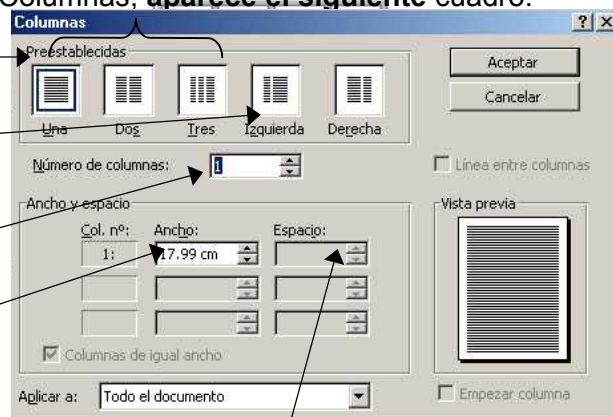 Columnas, aparece el siguiente cuadro:
Columnas
Preestablecidas
Una Dos Tres Izquierda Derecha
Aceptar
Cancelar
Número de columnas: 1
Línea entre columnas
Ancho y espacio
Col. nº: Ancho: Espacio:
1: 17.99 cm
Columnas de igual ancho
Vista previa
Aplicar a: Todo el documento
Empezar columna